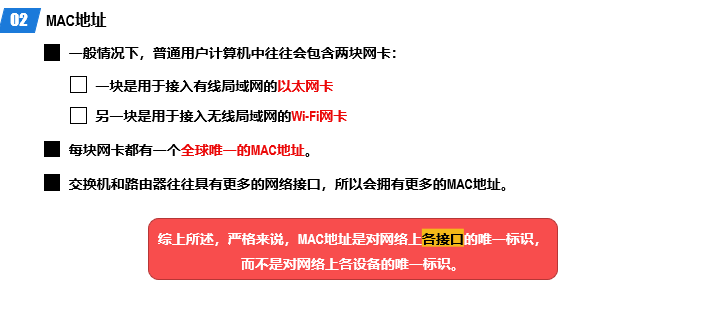 02 MAC地址
一般情况下，普通用户计算机中往往会包含两块网卡：
一块是用于接入有线局域网的以太网卡
另一块是用于接入无线局域网的Wi-Fi网卡
每块网卡都有一个全球唯一的MAC地址。
交换机和路由器往往具有更多的网络接口，所以会拥有更多的MAC地址。
综上所述，严格来说，MAC地址是对网络上各接口的唯一标识，
而不是对网络上各设备的唯一标识。